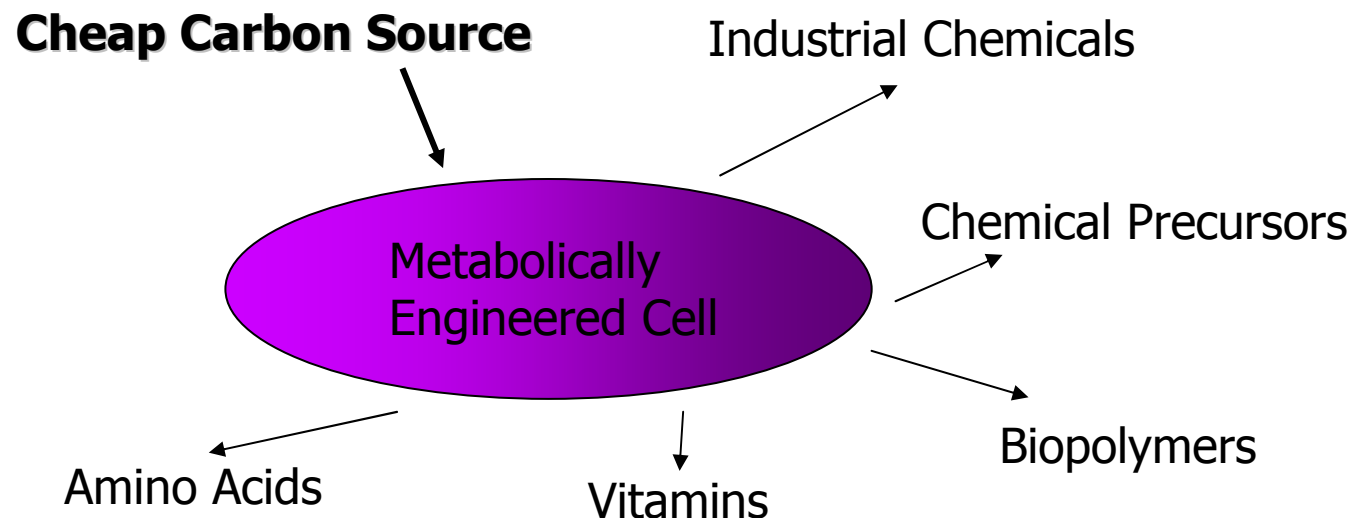 Cheap Carbon Source
Industrial Chemicals
Chemical Precursors
Metabolically
Engineered Cell
Biopolymers
Amino Acids
Vitamins